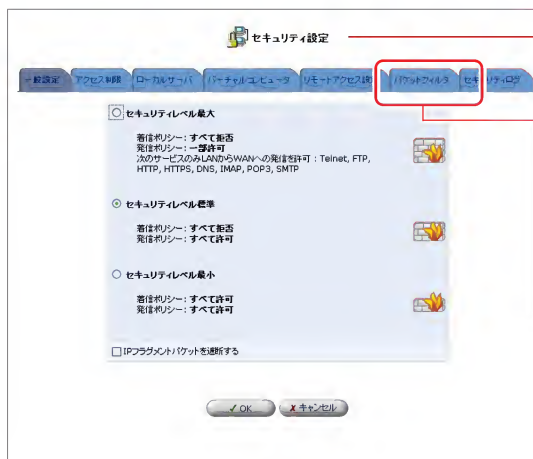 セキュリティ設定
一般設定 アクセス制限 ローカルサーバ バーチャルコンピュータ リモートアクセス設定 パケットフィルタ セキュリティログ
セキュリティレベル最大
着信ポリシー：すべて拒否
発信ポリシー：一部許可
次のサービスのみLANからWANへの発信を許可：Telnet, FTP,
HTTP, HTTPS, DNS, IMAP, POP3, SMTP
セキュリティレベル標準
着信ポリシー：すべて拒否
発信ポリシー：すべて許可
セキュリティレベル最小
着信ポリシー：すべて許可
発信ポリシー：すべて許可
IPフラグメントパケットを遮断する
OK キャンセル